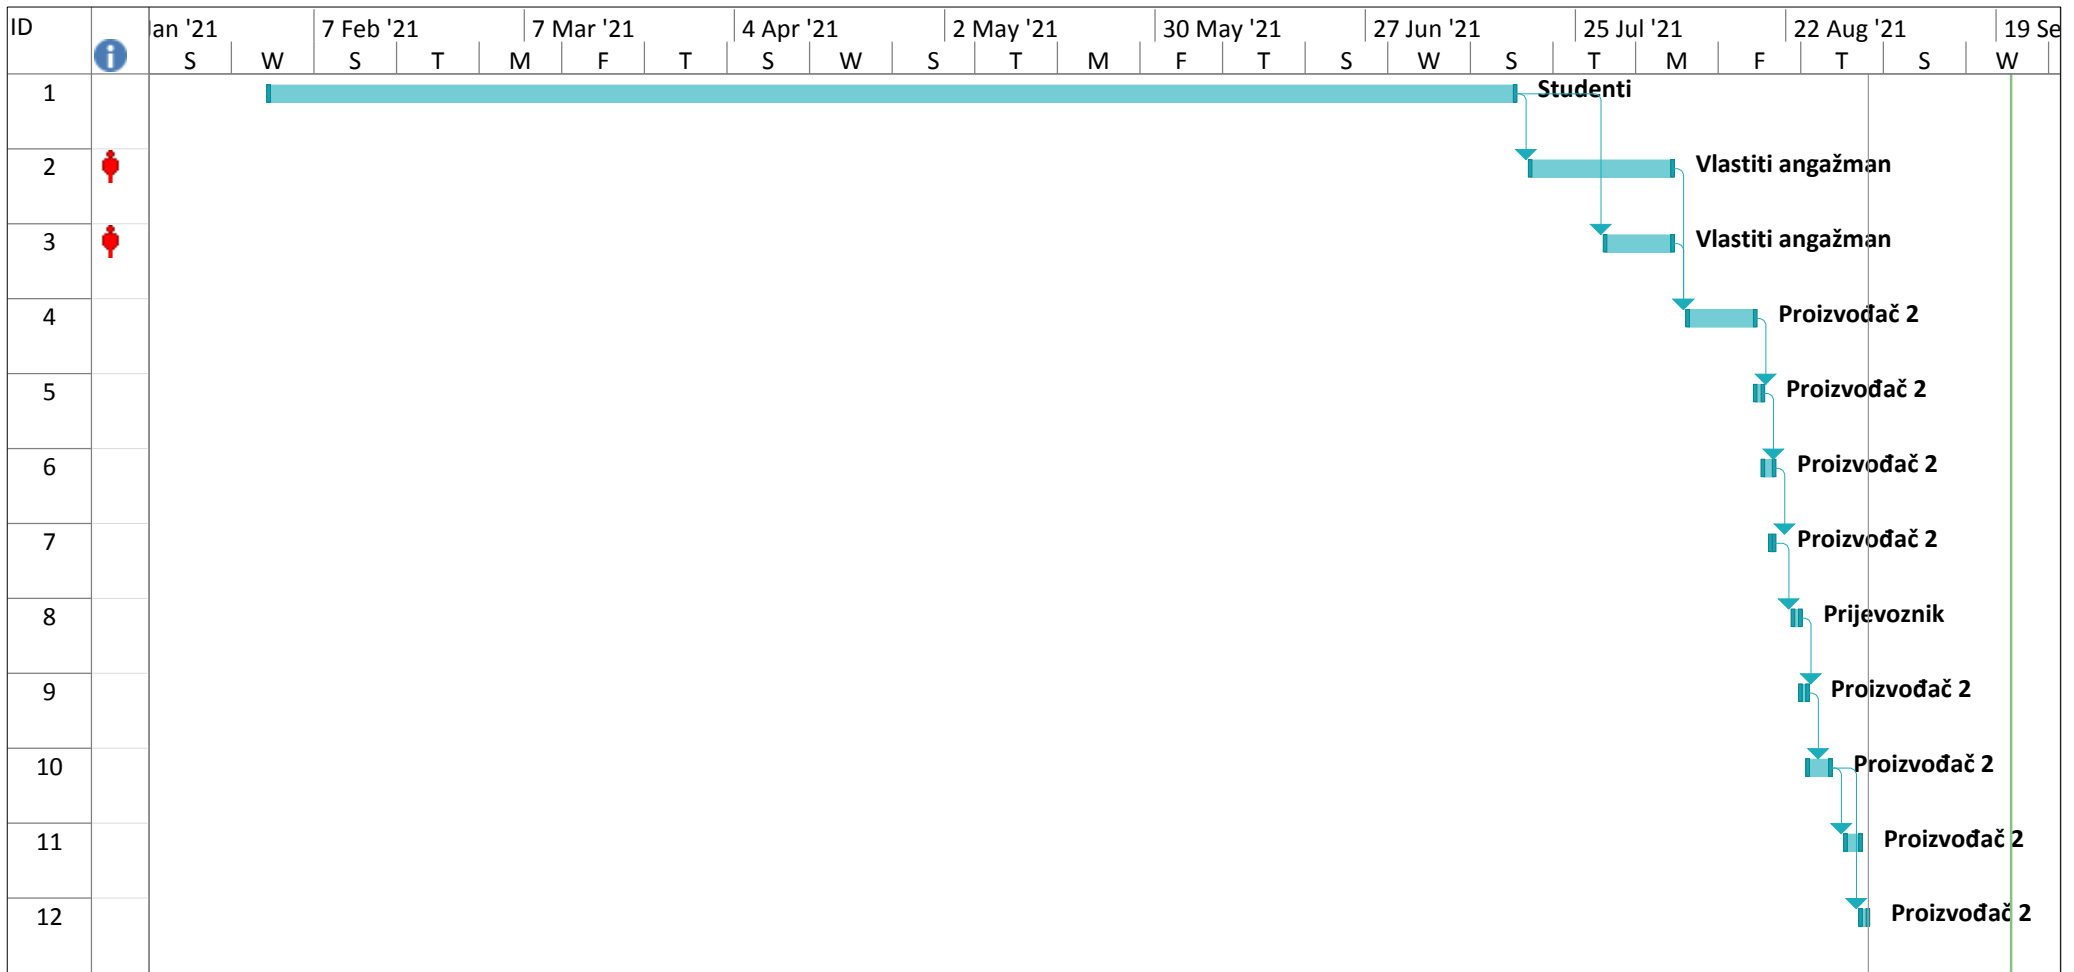 ID
Jan '21 7 Feb '21 7 Mar '21 4 Apr '21 2 May '21 30 May '21 27 Jun '21 25 Jul '21 22 Aug '21 19 Se
i S W S T M F T S W S T M F T S W S T M F T S W
1 Studenti
2 Vlastiti angažman
3 Vlastiti angažman
4 Proizvođač 2
5 Proizvođač 2
6 Proizvođač 2
7 Proizvođač 2
8 Prijevoznik
9 Proizvođač 2
10 Proizvođač 2
11 Proizvođač 2
12 Proizvođač 2